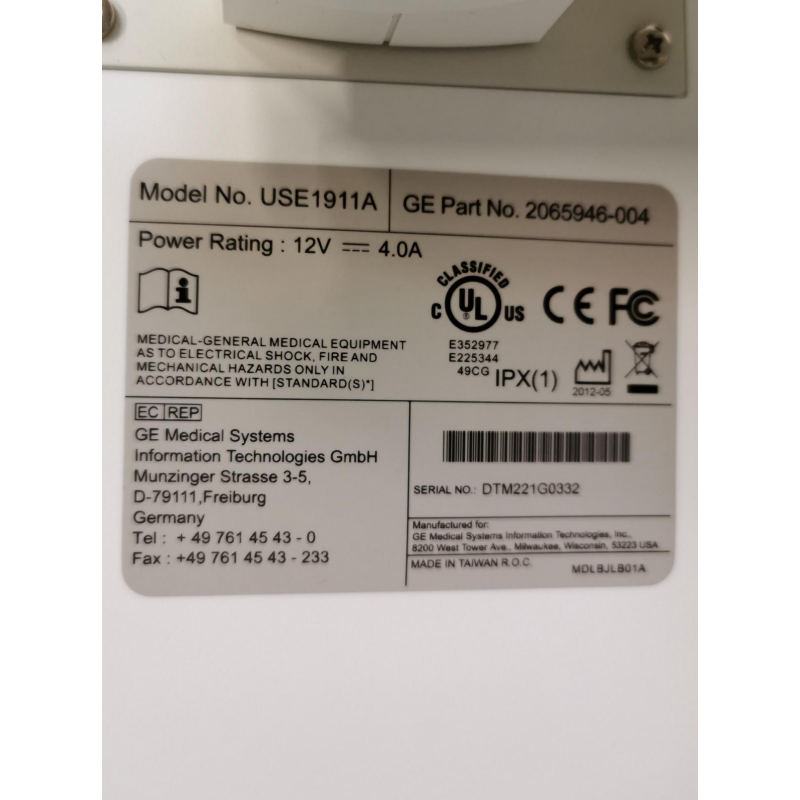 Model No. USE1911A
GE Part No. 2065946-004
Power Rating : 12V ⎓ 4.0A
CLASSIFIED
C UL® US
CE FC
MEDICAL-GENERAL MEDICAL EQUIPMENT
AS TO ELECTRICAL SHOCK, FIRE AND
MECHANICAL HAZARDS ONLY IN
ACCORDANCE WITH [STANDARD(S)*]
E352977
E225344
49CG
IPX(1)
2012-05
EC REP
GE Medical Systems
Information Technologies GmbH
Munzinger Strasse 3-5,
D-79111,Freiburg
Germany
Tel : + 49 761 45 43 - 0
Fax : +49 761 45 43 - 233
SERIAL NO.: DTM221G0332
Manufactured for:
GE Medical Systems Information Technologies, Inc.,
8200 West Tower Ave., Milwaukee, Wisconsin, 53223 USA
MADE IN TAIWAN R.O.C.
MDLBJLB01A